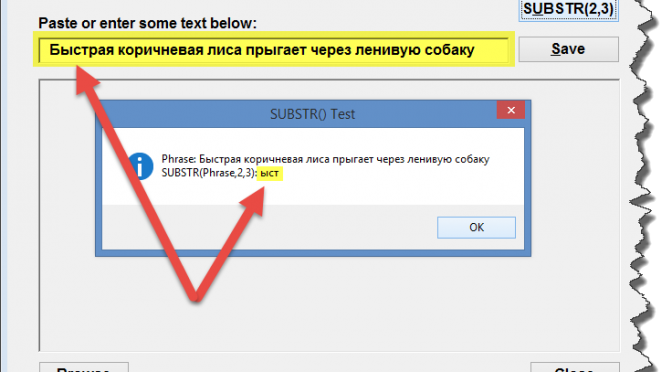 SUBSTR(2,3)
Paste or enter some text below:
Быстрая коричневая лиса прыгает через ленивую собаку
Save
SUBSTR() Test
Phrase: Быстрая коричневая лиса прыгает через ленивую собаку
SUBSTR(Phrase,2,3): ыст
OK
Browse
Close